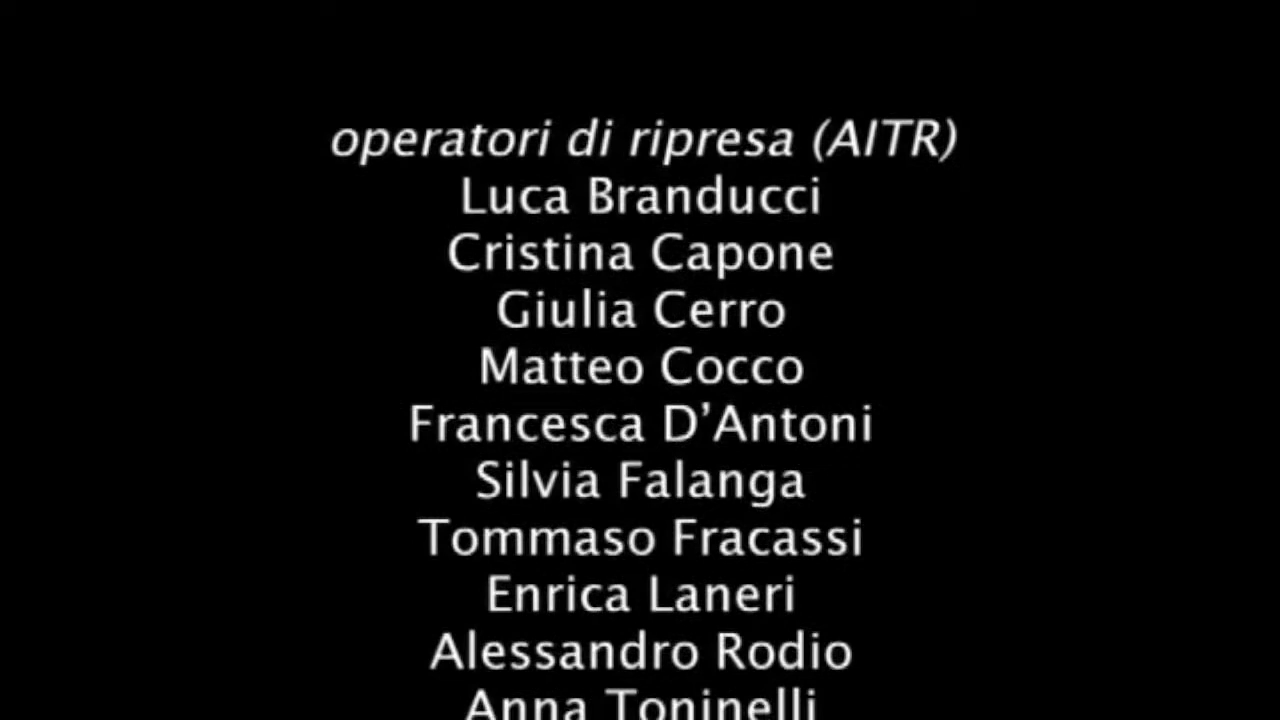 operatori di ripresa (AITR)
Luca Branducci
Cristina Capone
Giulia Cerro
Matteo Cocco
Francesca D’Antoni
Silvia Falanga
Tommaso Fracassi
Enrica Laneri
Alessandro Rodio
Anna Toninelli